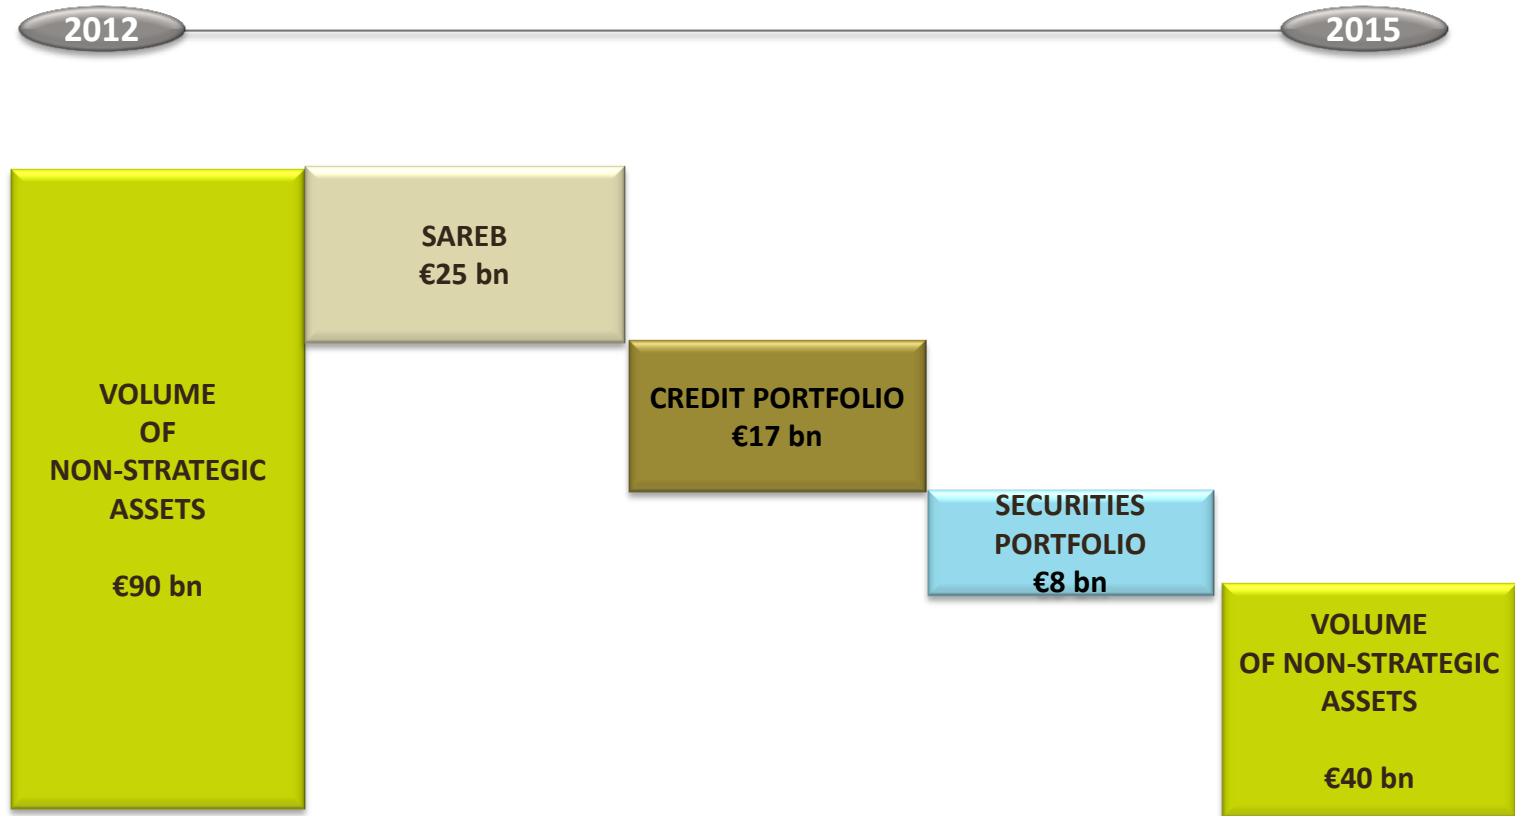 2012
2015
VOLUME
OF
NON-STRATEGIC
ASSETS
€90 bn
SAREB
€25 bn
CREDIT PORTFOLIO
€17 bn
SECURITIES
PORTFOLIO
€8 bn
VOLUME
OF NON-STRATEGIC
ASSETS
€40 bn